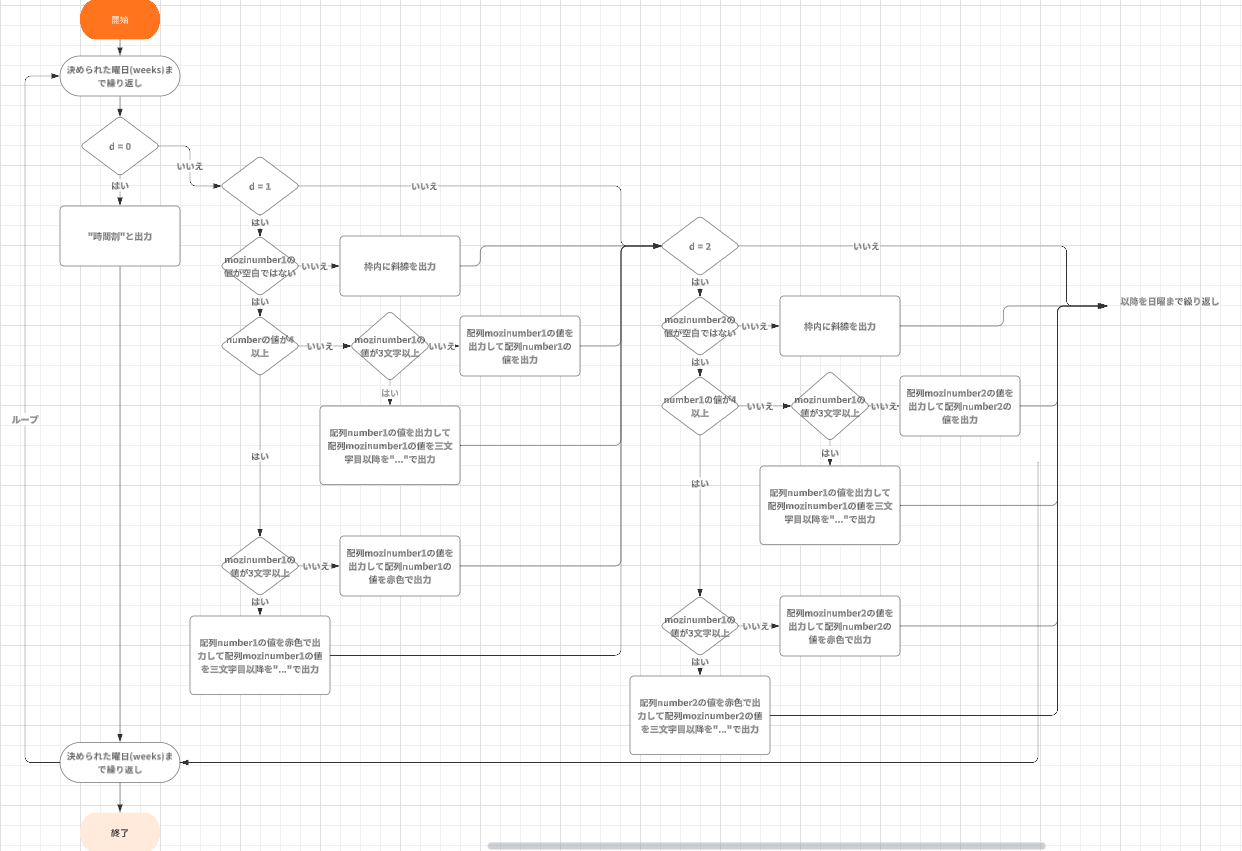 開始
決められた曜日(weeks)ま
で繰り返し
d = 0
いいえ
はい
"時間割"と出力
d = 1
いいえ
はい
mozinumber1の
値が空白ではない
いいえ
枠内に斜線を出力
はい
numberの値が4
以上
いいえ
mozinumber1の
値が3文字以上
いいえ
配列mozinumber1の値を
出力して配列number1の
値を出力
はい
配列number1の値を出力して
配列mozinumber1の値を三文
字目以降を"..."で出力
はい
mozinumber1の
値が3文字以上
いいえ
配列mozinumber1の値を
出力して配列number1の
値を赤色で出力
はい
配列number1の値を赤色で出
力して配列mozinumber1の値
を三文字目以降を"..."で出力
d = 2
いいえ
はい
mozinumber2の
値が空白ではない
いいえ
枠内に斜線を出力
はい
number1の値が4
以上
いいえ
mozinumber1の
値が3文字以上
いいえ
配列mozinumber2の値を
出力して配列number2の
値を出力
はい
配列number1の値を出力して
配列mozinumber1の値を三文
字目以降を"..."で出力
はい
mozinumber1の
値が3文字以上
いいえ
配列mozinumber2の値を
出力して配列number2の
値を赤色で出力
はい
配列number2の値を赤色で出
力して配列mozinumber2の値
を三文字目以降を"..."で出力
以降を日曜まで繰り返し
ループ
決められた曜日(weeks)ま
で繰り返し
終了